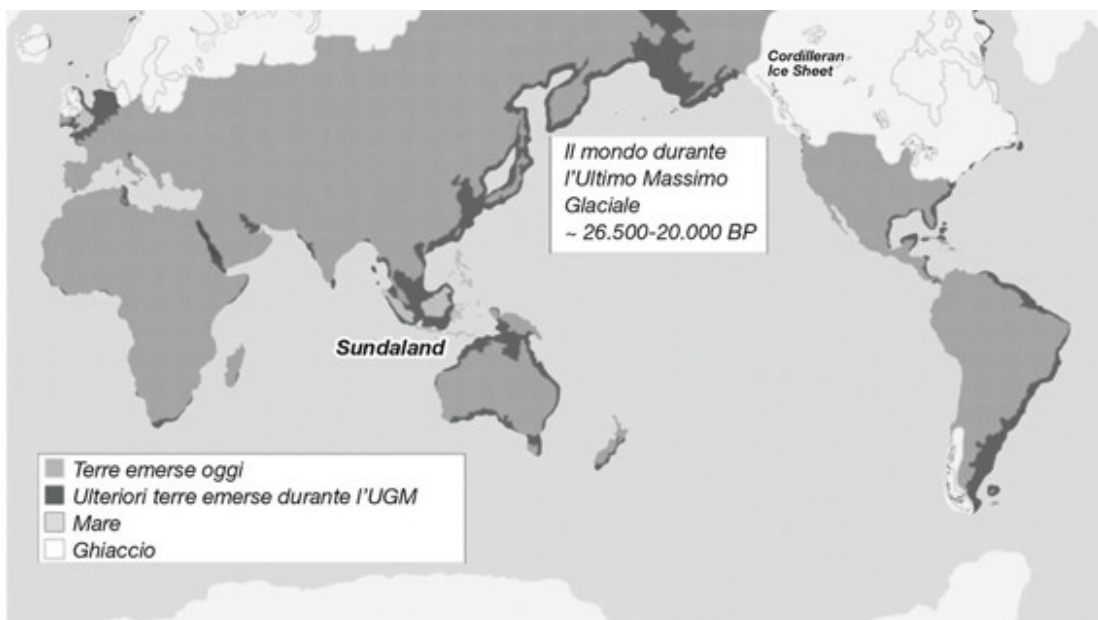 Cordilleran
Ice Sheet
Il mondo durante
l'Ultimo Massimo
Glaciale
~ 26.500-20.000 BP
Sundaland
Terre emerse oggi
Ulteriori terre emerse durante l'UGM
Mare
Ghiaccio